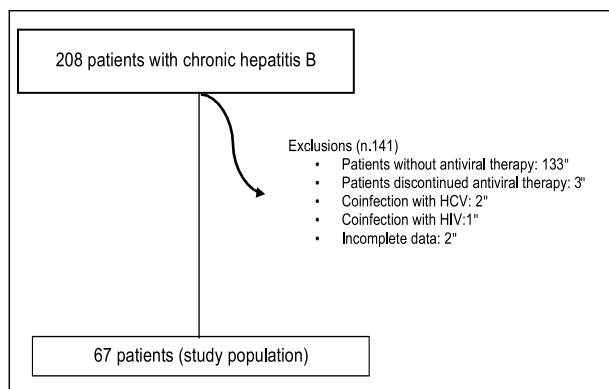 208 patients with chronic hepatitis B
Exclusions (n.141)
• Patients without antiviral therapy: 133"
• Patients discontinued antiviral therapy: 3"
• Coinfection with HCV: 2"
• Coinfection with HIV:1"
• Incomplete data: 2"
67 patients (study population)